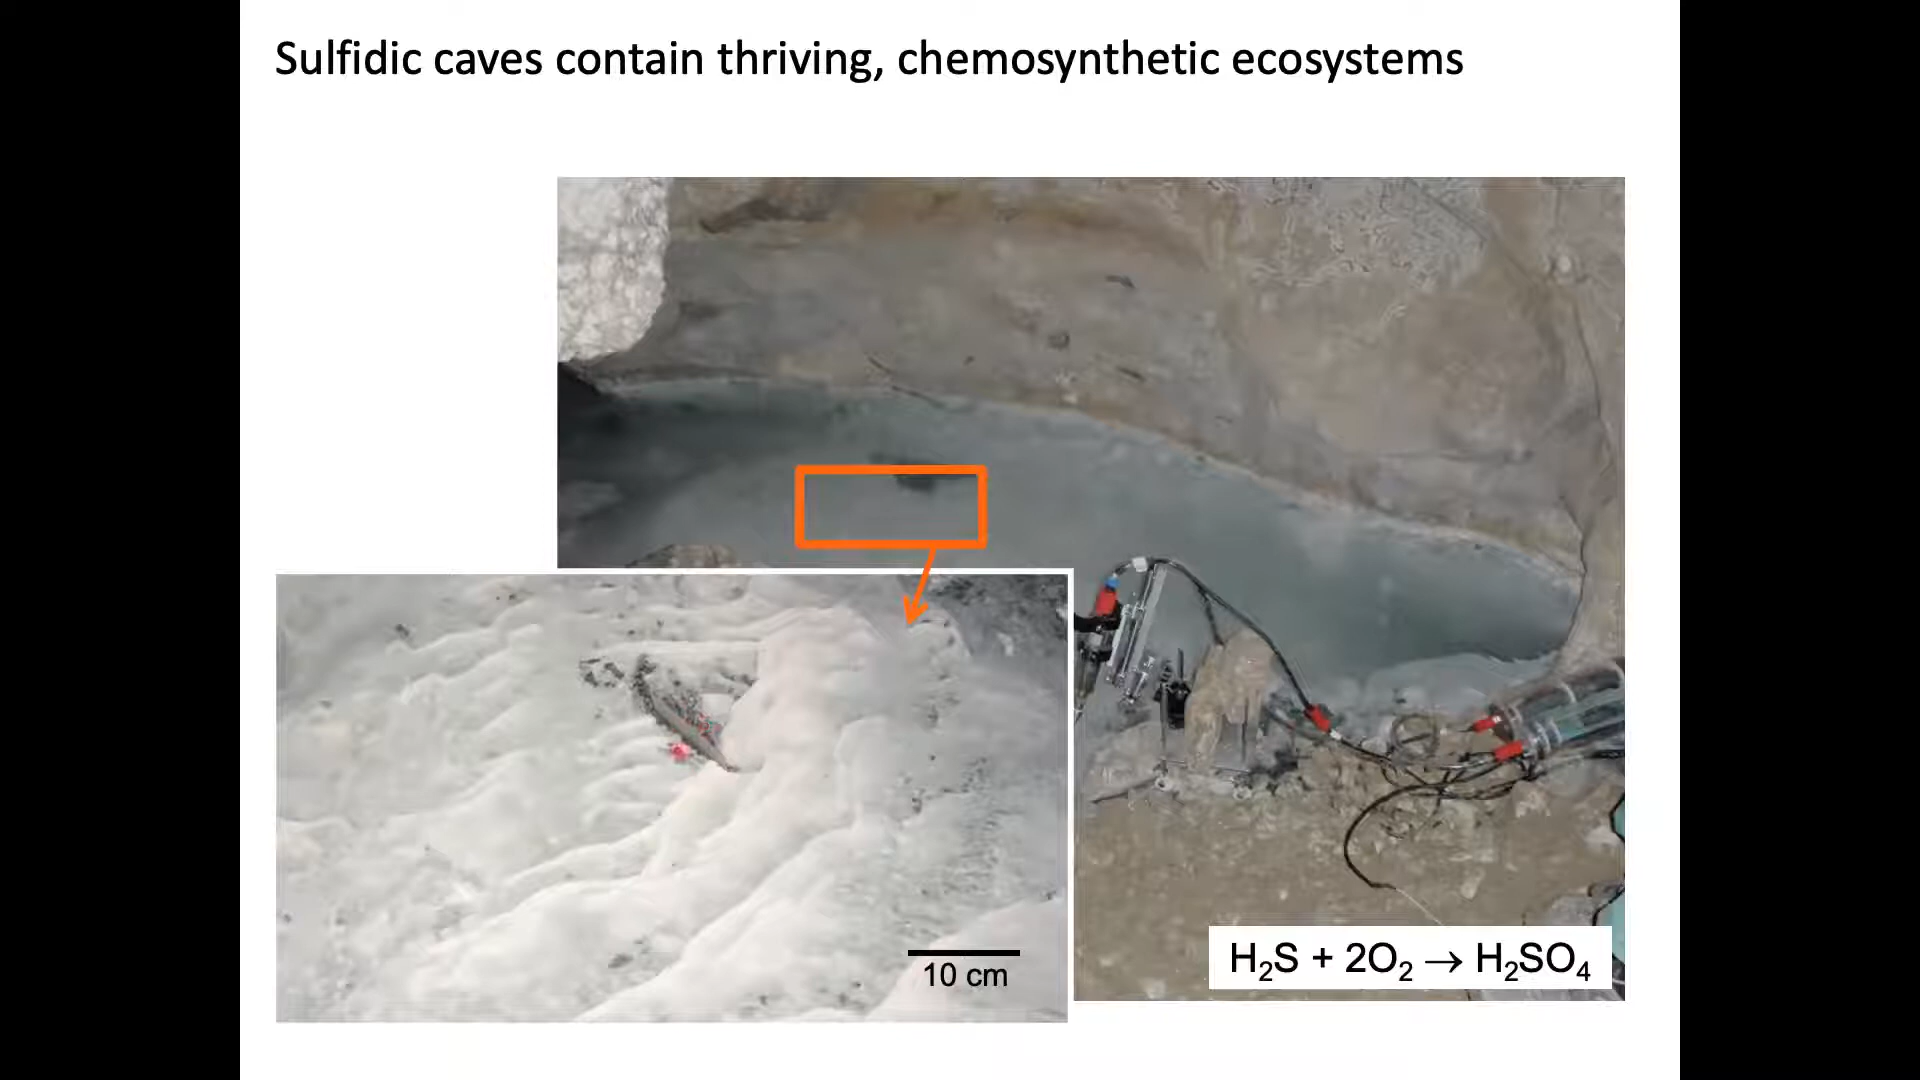 Sulfidic caves contain thriving, chemosynthetic ecosystems
10 cm
H₂S + 2O₂ → H₂SO₄